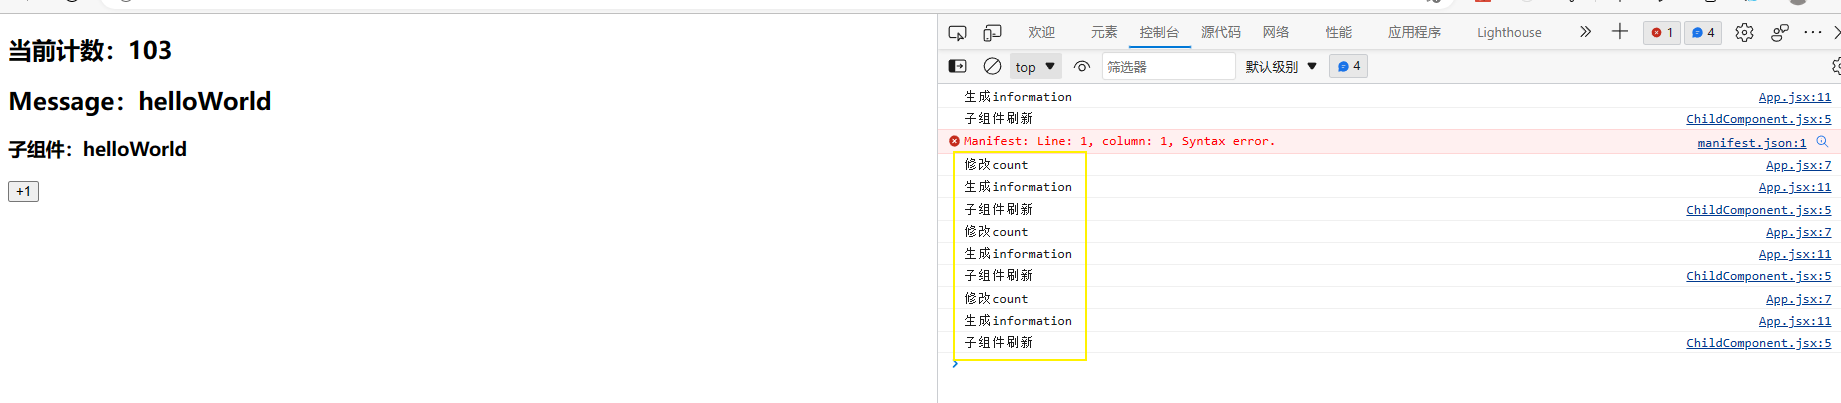 当前计数：103
Message：helloWorld
子组件：helloWorld
+1
欢迎 元素 控制台 源代码 网络 性能 应用程序 Lighthouse 1 4
top 筛选器 默认级别 4
生成information App.jsx:11
子组件刷新 ChildComponent.jsx:5
Manifest: Line: 1, column: 1, Syntax error. manifest.json:1
修改count App.jsx:7
生成information App.jsx:11
子组件刷新 ChildComponent.jsx:5
修改count App.jsx:7
生成information App.jsx:11
子组件刷新 ChildComponent.jsx:5
修改count App.jsx:7
生成information App.jsx:11
子组件刷新 ChildComponent.jsx:5